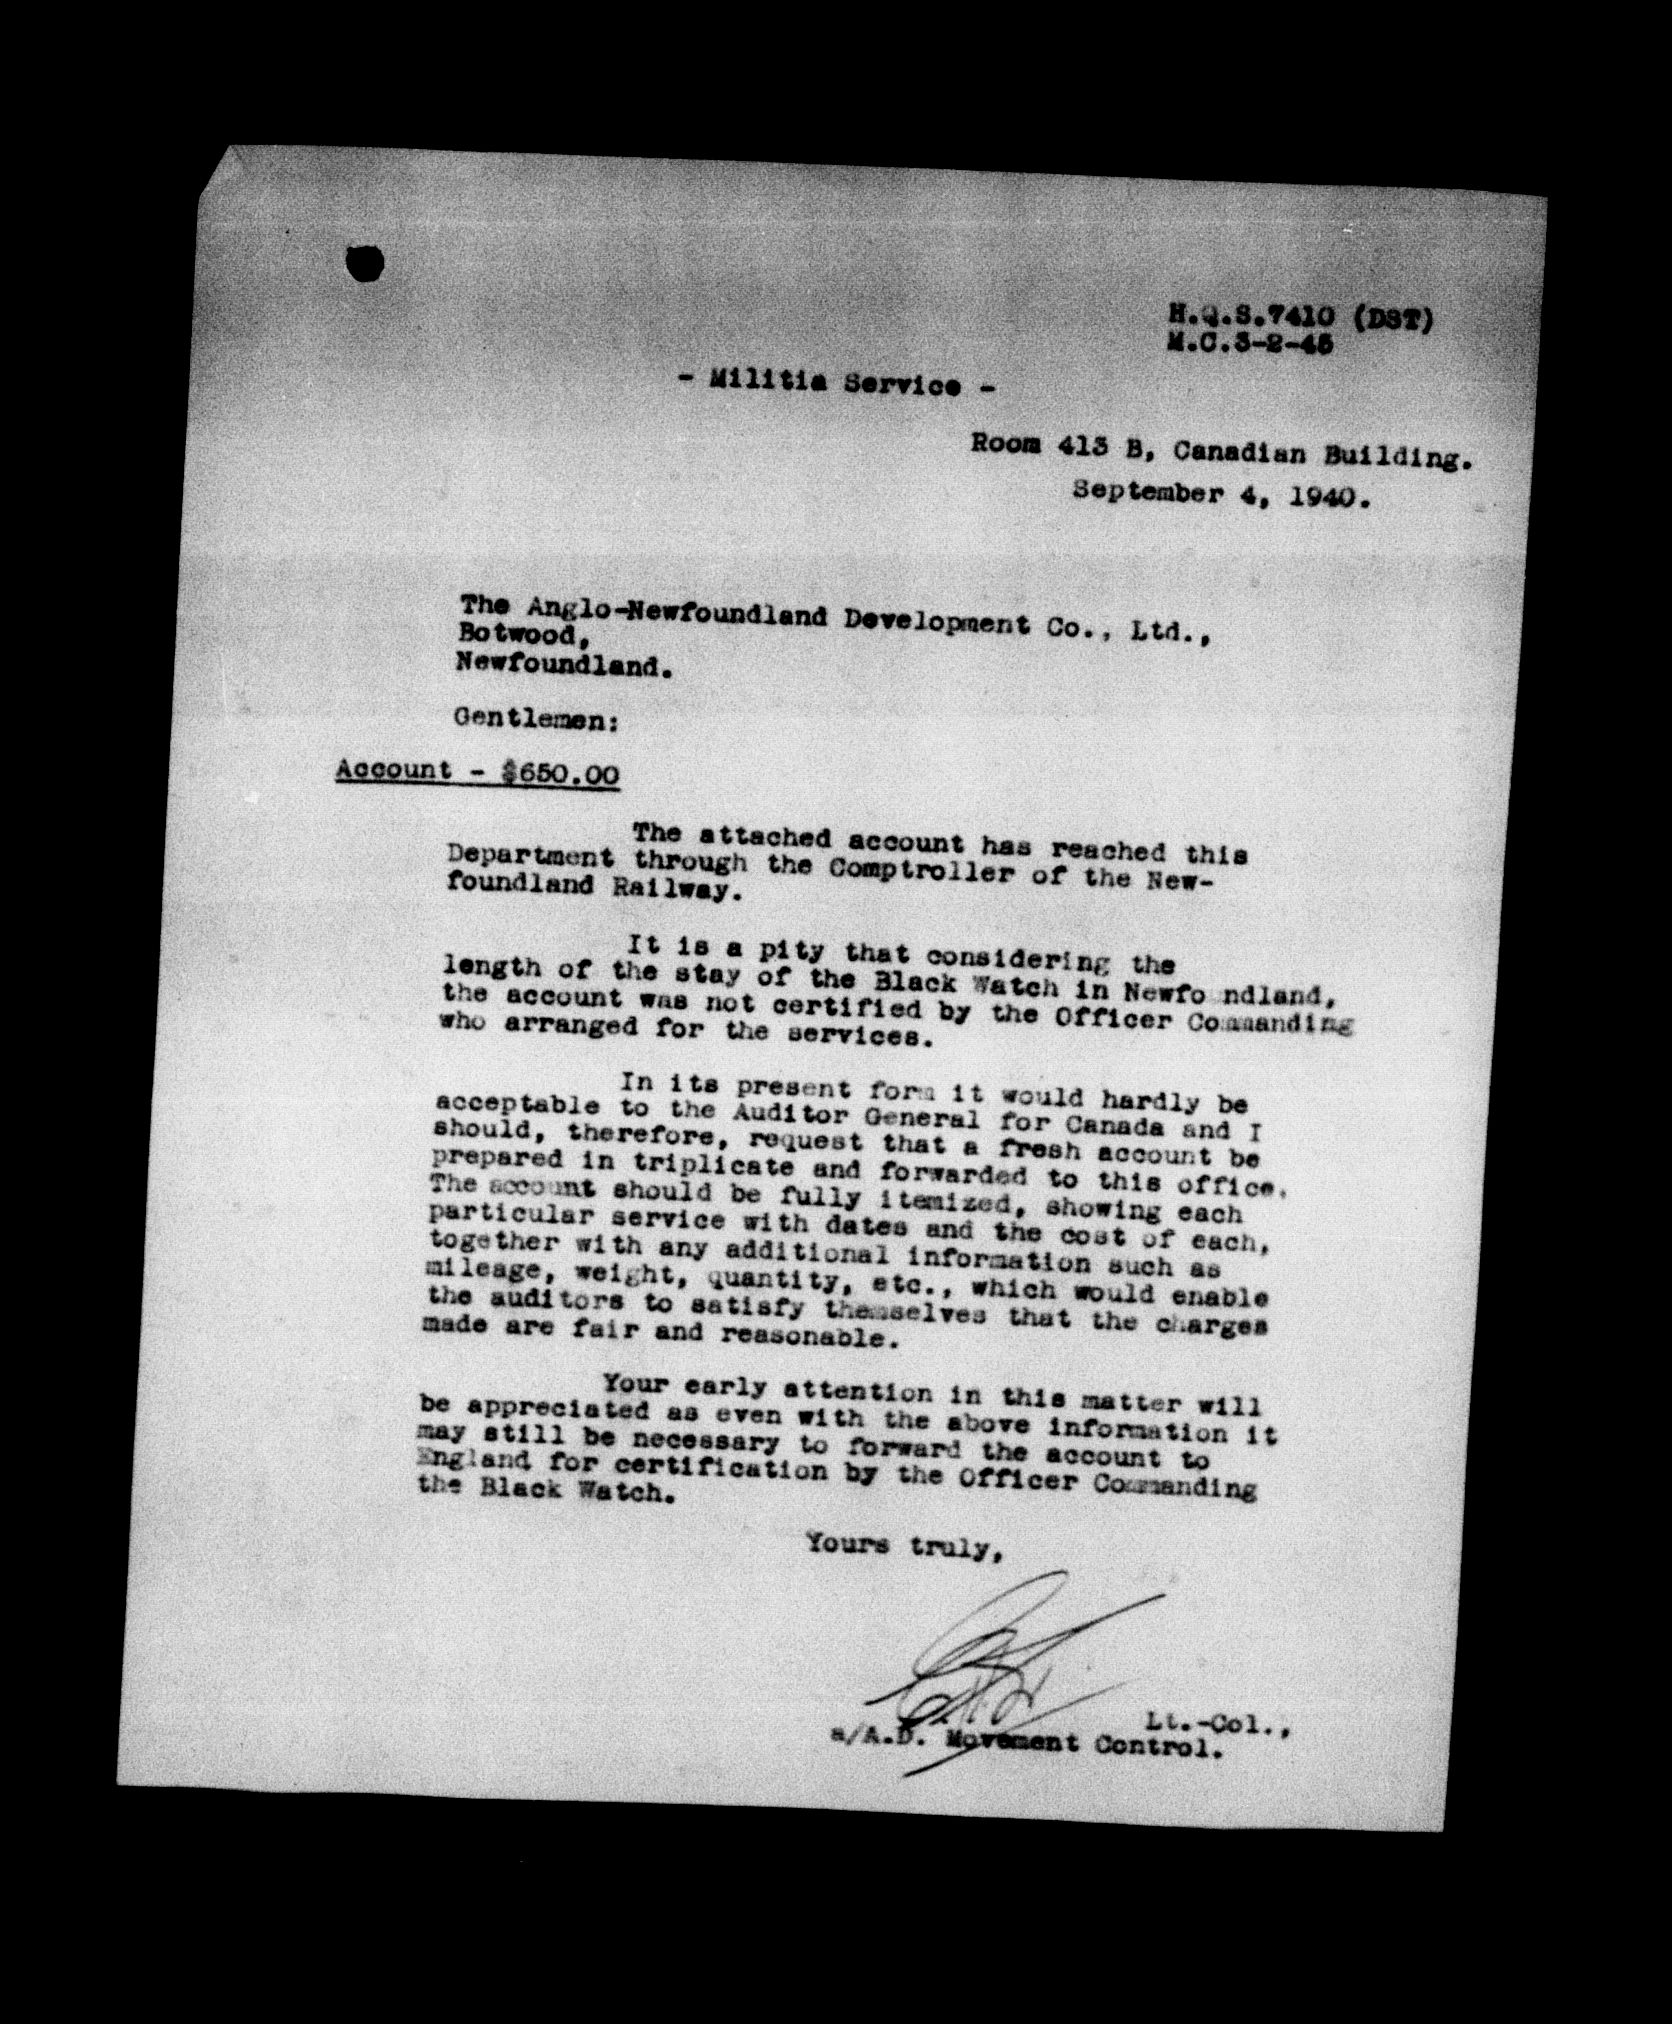 H.Q.S.7410 (DST)
M.C.3-2-45
- Militia Service -
Room 413 B, Canadian Building.
September 4, 1940.
The Anglo-Newfoundland Development Co., Ltd.,
Botwood,
Newfoundland.
Gentlemen:
Account - $650.00
The attached account has reached this
Department through the Comptroller of the New-
foundland Railway.
It is a pity that considering the
length of the stay of the Black Watch in Newfo ndland,
the account was not certified by the Officer Commanding
who arranged for the services.
In its present form it would hardly be
acceptable to the Auditor General for Canada and I
should, therefore, request that a fresh account be
prepared in triplicate and forwarded to this office.
The account should be fully itemized, showing each
particular service with dates and the cost of each,
together with any additional information such as
mileage, weight, quantity, etc., which would enable
the auditors to satisfy themselves that the charges
made are fair and reasonable.
Your early attention in this matter will
be appreciated as even with the above information it
may still be necessary to forward the account to
England for certification by the Officer Commanding
the Black Watch.
Yours truly,
Lt.-Col.,
a/A.D. Movement Control.